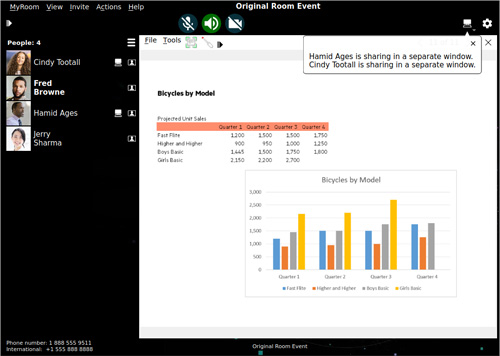 Original Room Event
MyRoom View Invite Actions Help
People: 4
Cindy Tootall
Fred
Browne
Hamid Ages
Jerry
Sharma
Phone number: 1 888 555 9511
International: +1 555 888 8888
File Tools
Hamid Ages is sharing in a separate window.
Cindy Tootall is sharing in a separate window.
Bicycles by Model
Projected Unit Sales
Quarter 1 Quarter 2 Quarter 3 Quarter 4
Fast Flite 1,200 1,500 1,500 1,750
Higher and Higher 900 950 1,000 1,250
Boys Basic 1,445 1,500 1,750 1,800
Girls Basic 2,150 2,200 2,700
Bicycles by Model
3,000
2,500
2,000
1,500
1,000
500
0
Quarter 1 Quarter 2 Quarter 3 Quarter 4
Fast Flite Higher and Higher Boys Basic Girls Basic
Original Room Event